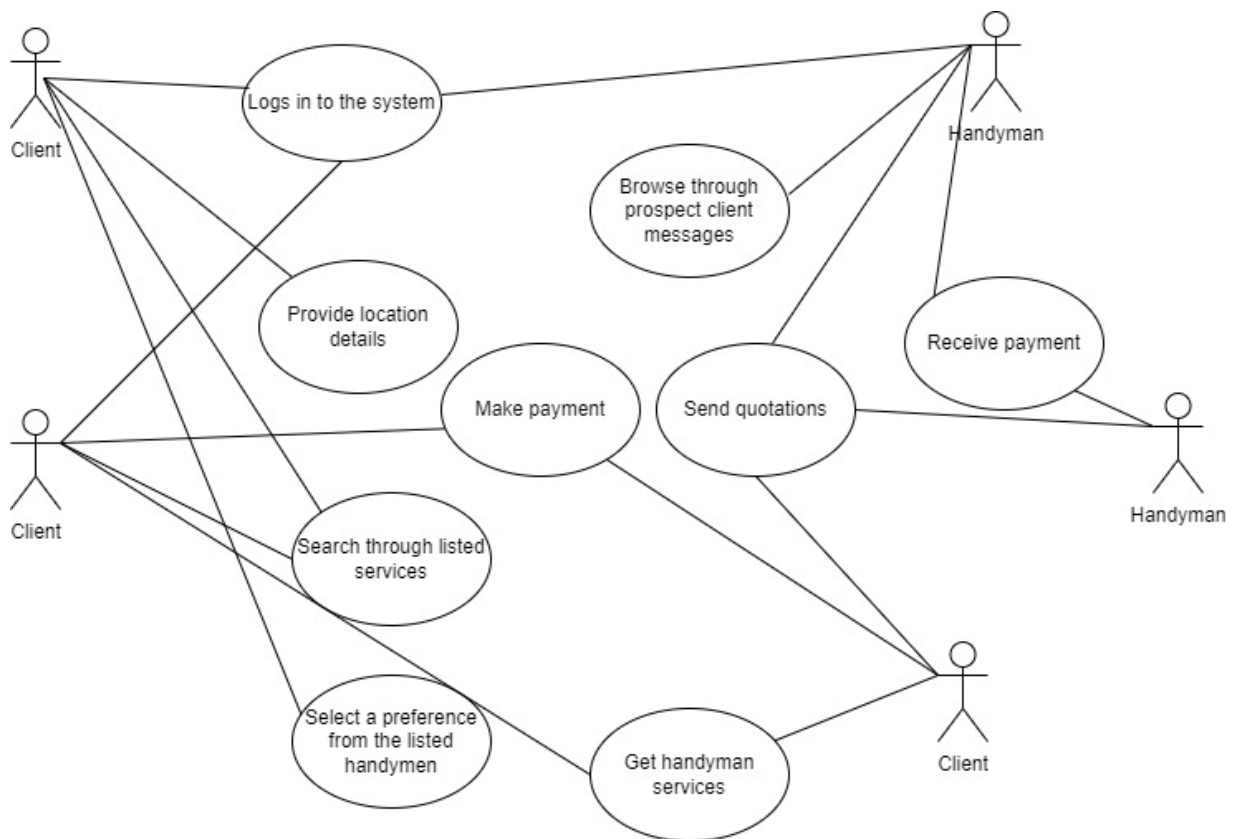 Logs in to the system
Client
Handyman
Browse through
prospect client
messages
Provide location
details
Receive payment
Make payment
Send quotations
Client
Handyman
Search through listed
services
Select a preference
from the listed
handymen
Get handyman
services
Client